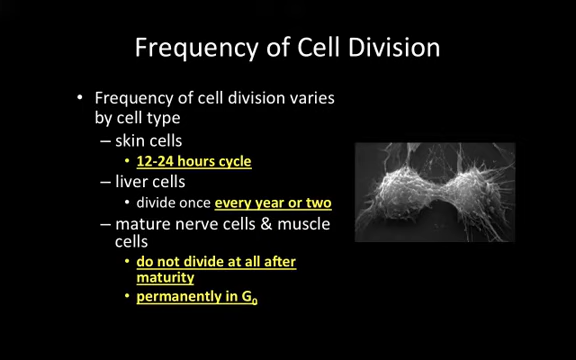 Frequency of Cell Division
• Frequency of cell division varies
by cell type
– skin cells
• 12-24 hours cycle
– liver cells
• divide once every year or two
– mature nerve cells & muscle
cells
• do not divide at all after
maturity
• permanently in G₀